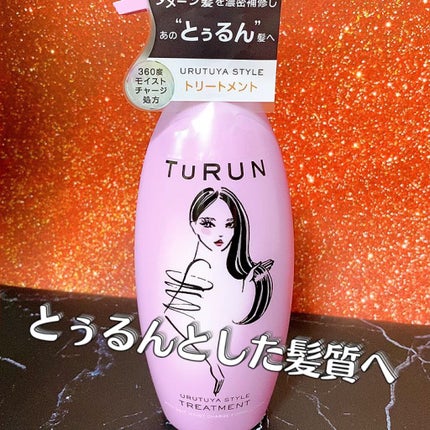 ダメージ髪を濃密補修し
あの“とぅるん”髪へ
360度
モイスト
チャージ
処方
URUTUYA STYLE
トリートメント
TURUN
とぅるんとした髪質へ
URUTUYA STYLE
TREATMENT